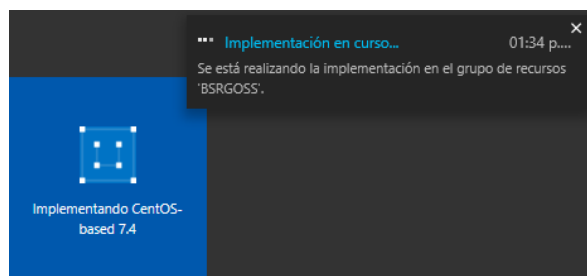 Implementación en curso...
01:34 p....
Se está realizando la implementación en el grupo de recursos
'BSRGOSS'.
Implementando CentOS-
based 7.4